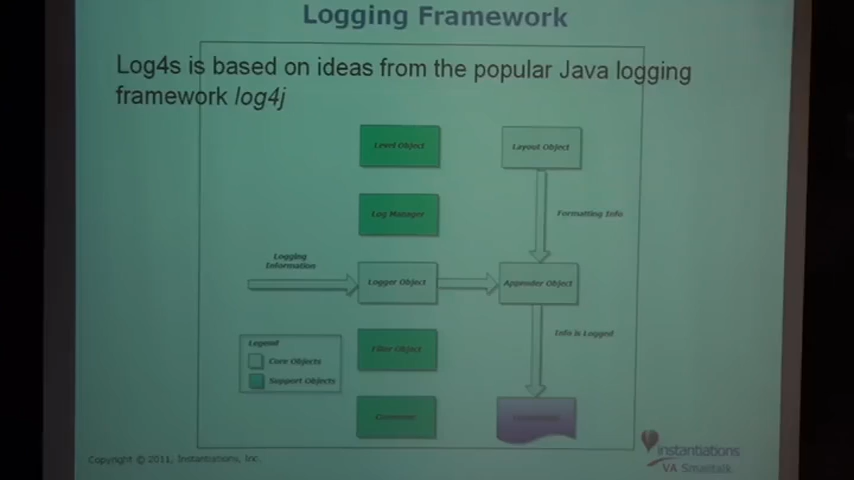 Logging Framework
Log4s is based on ideas from the popular Java logging
framework log4j
Level Object
Layout Object
Log Manager
Formatting Info
Logging
Information
Logger Object
Appender Object
Info is Logged
Filter Object
Legend
Core Objects
Support Objects
Copyright © 2011, Instantiations, Inc.
instantiations
VA Smalltalk